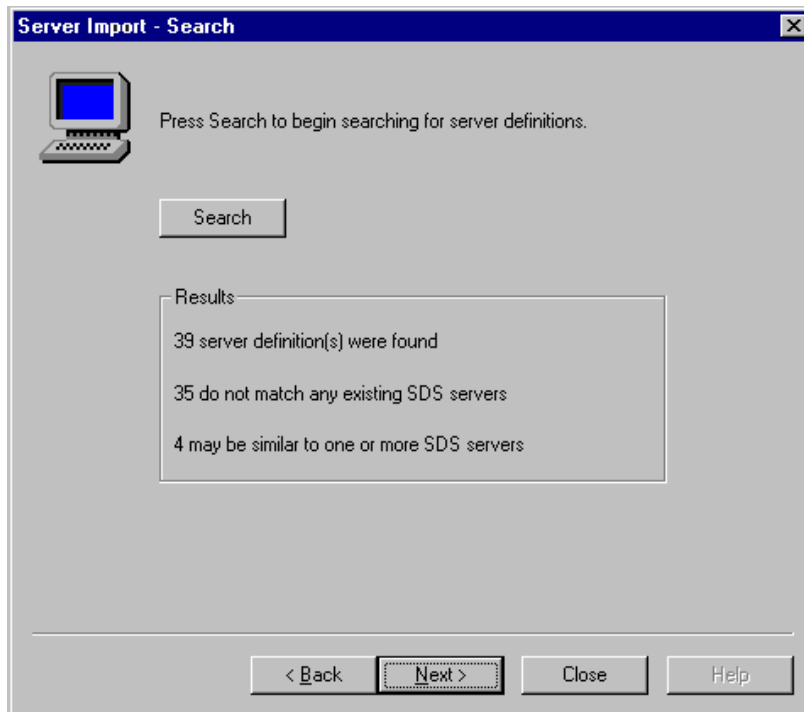 Server Import - Search
Press Search to begin searching for server definitions.
Search
Results
39 server definition(s) were found
35 do not match any existing SDS servers
4 may be similar to one or more SDS servers
< Back Next > Close Help